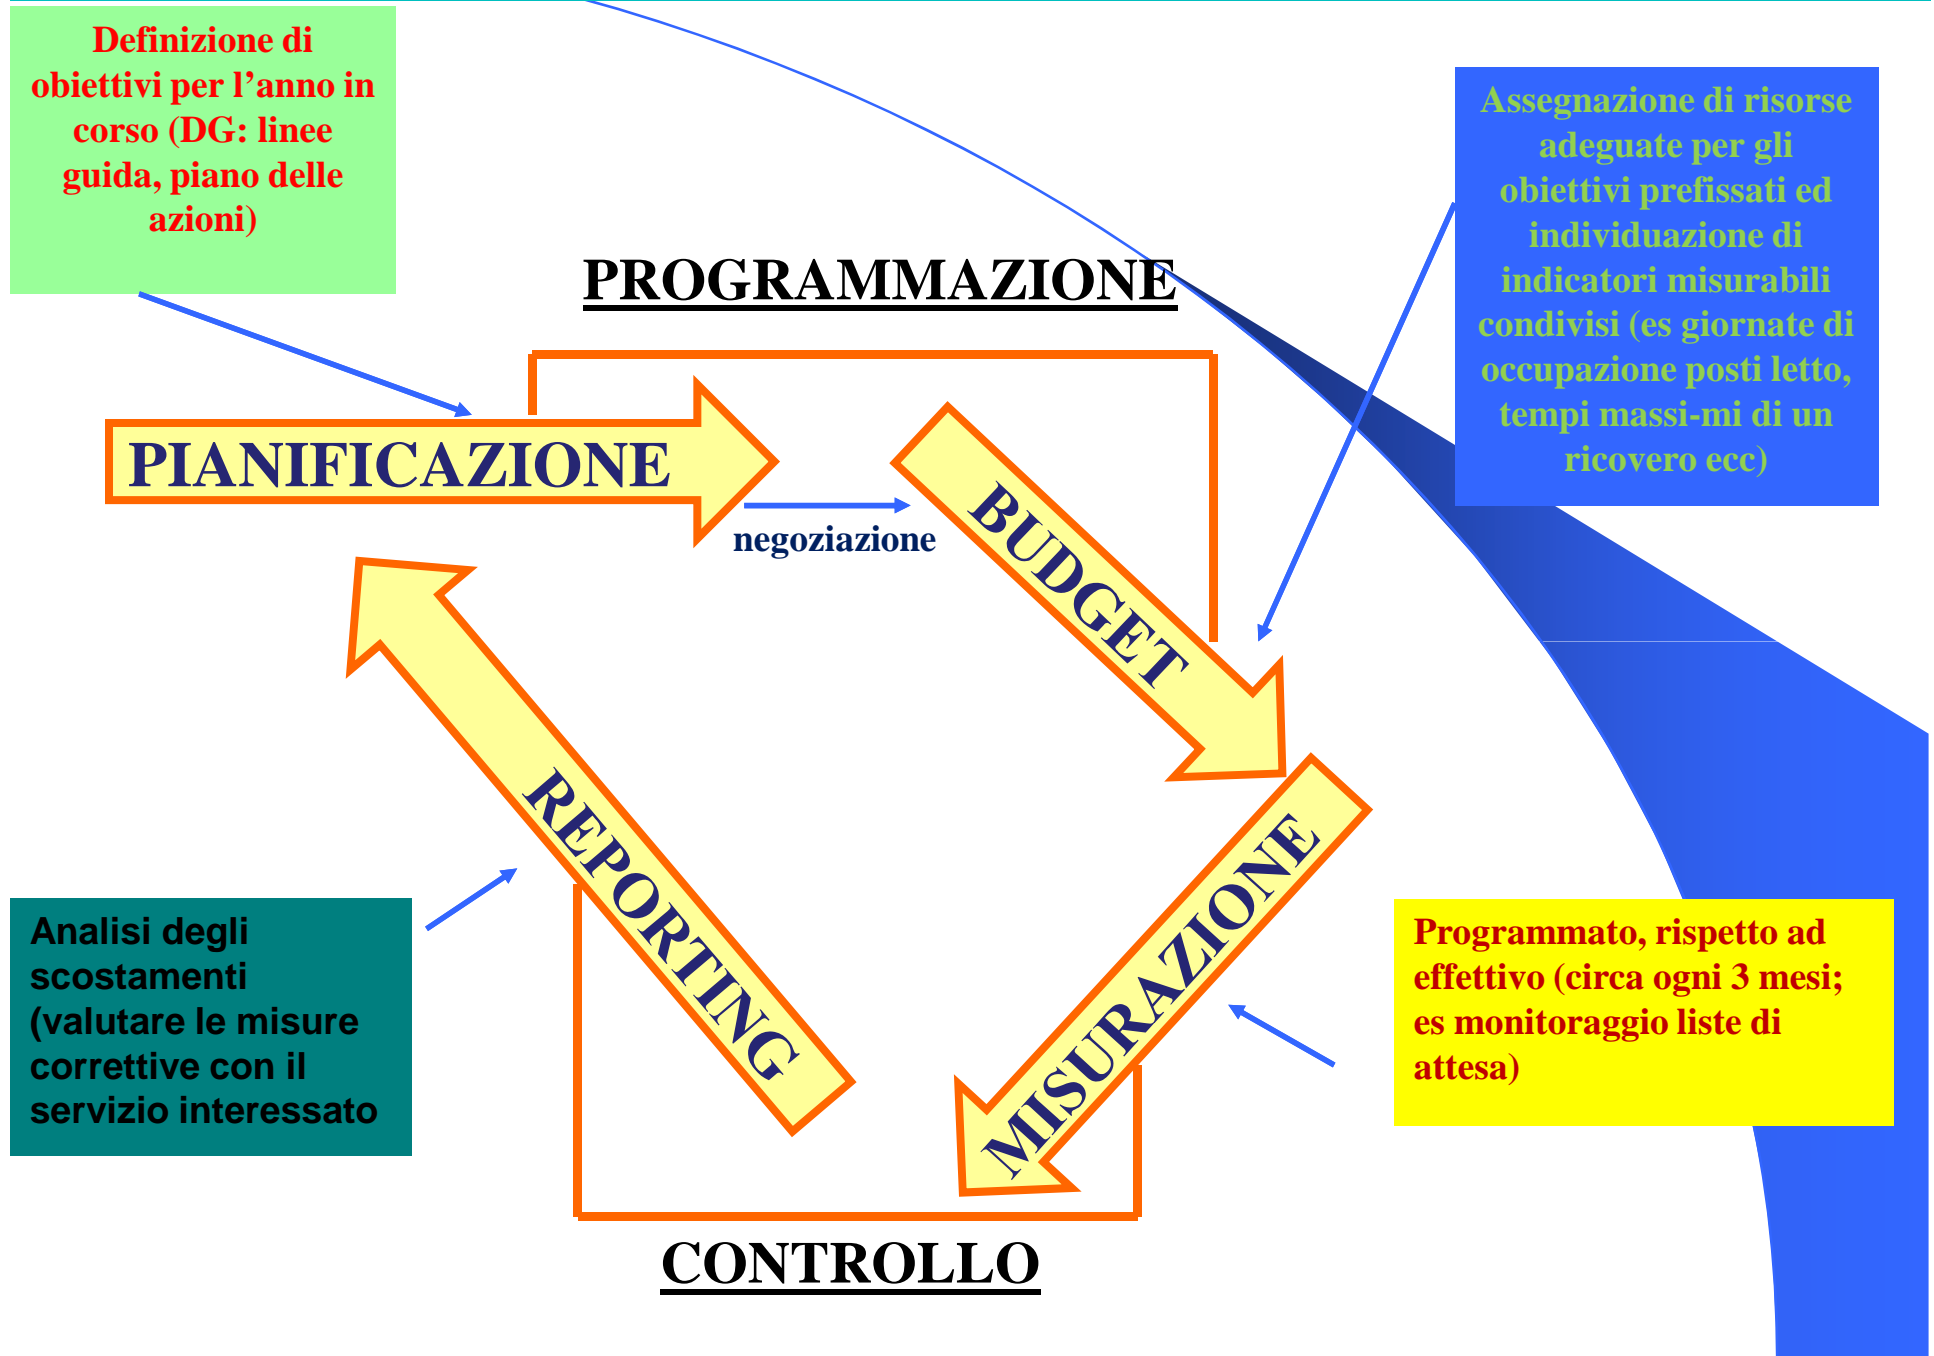 Definizione di
obiettivi per l’anno in
corso (DG: linee
guida, piano delle
azioni)
Assegnazione di risorse
adeguate per gli
obiettivi prefissati ed
individuazione di
indicatori misurabili
condivisi (es giornate di
occupazione posti letto,
tempi massi-mi di un
ricovero ecc)
PROGRAMMAZIONE
PIANIFICAZIONE
negoziazione
BUDGET
MISURAZIONE
REPORTING
Analisi degli
scostamenti
(valutare le misure
correttive con il
servizio interessato
Programmato, rispetto ad
effettivo (circa ogni 3 mesi;
es monitoraggio liste di
attesa)
CONTROLLO